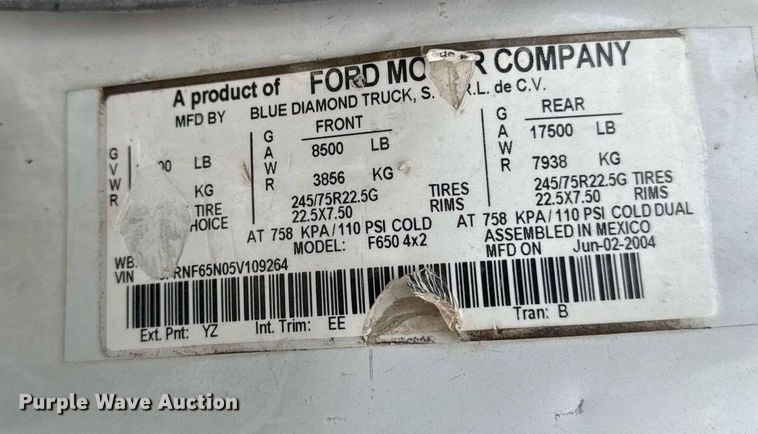 A product of FORD COMPANY
MFD BY BLUE DIAMOND TRUCK, S. R.L. de C.V.
GVWR LB
KG
TIRE
GAWR FRONT
8500 LB
3856 KG
245/75R22.5G TIRES
22.5X7.50 RIMS
AT 758 KPA/110 PSI COLD
GAWR REAR
17500 LB
7938 KG
245/75R22.5G TIRES
22.5X7.50 RIMS
AT 758 KPA/110 PSI COLD DUAL
MODEL: F650 4x2
ASSEMBLED IN MEXICO
MFD ON Jun-02-2004
WB
VIN RNF65N05V109264
Ext. Pnt: YZ Int. Trim: EE Tran: B
Purple Wave Auction